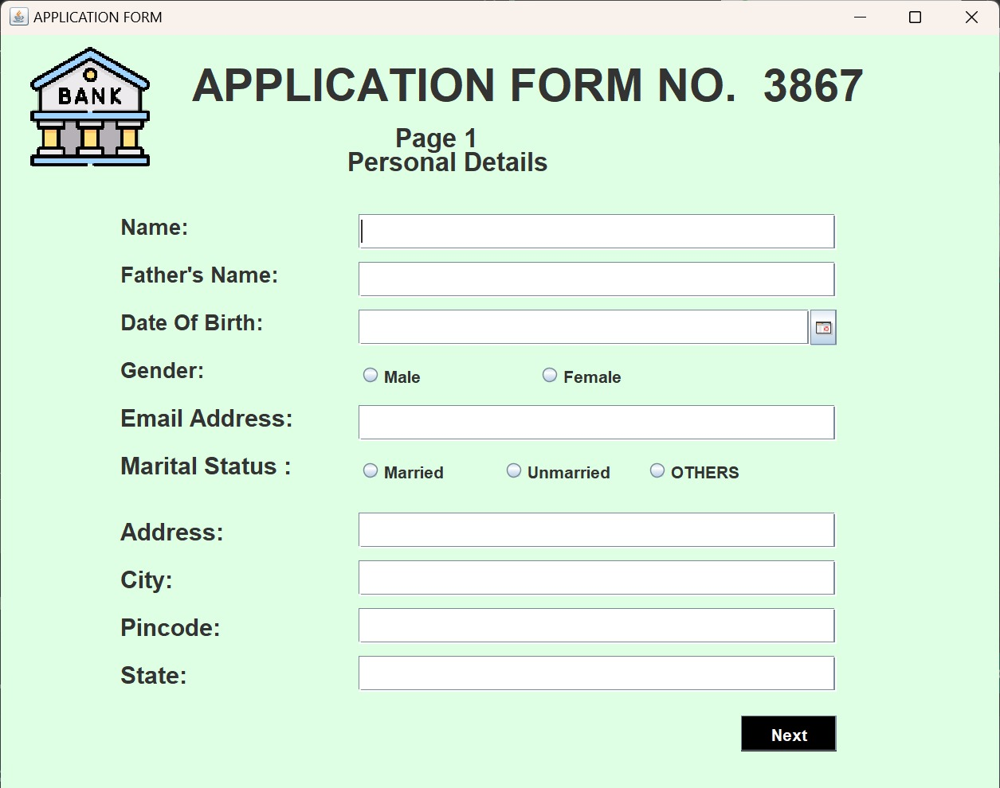 APPLICATION FORM
BANK
APPLICATION FORM NO. 3867
Page 1
Personal Details
Name:
Father's Name:
Date Of Birth:
Gender: Male Female
Email Address:
Marital Status : Married Unmarried OTHERS
Address:
City:
Pincode:
State:
Next